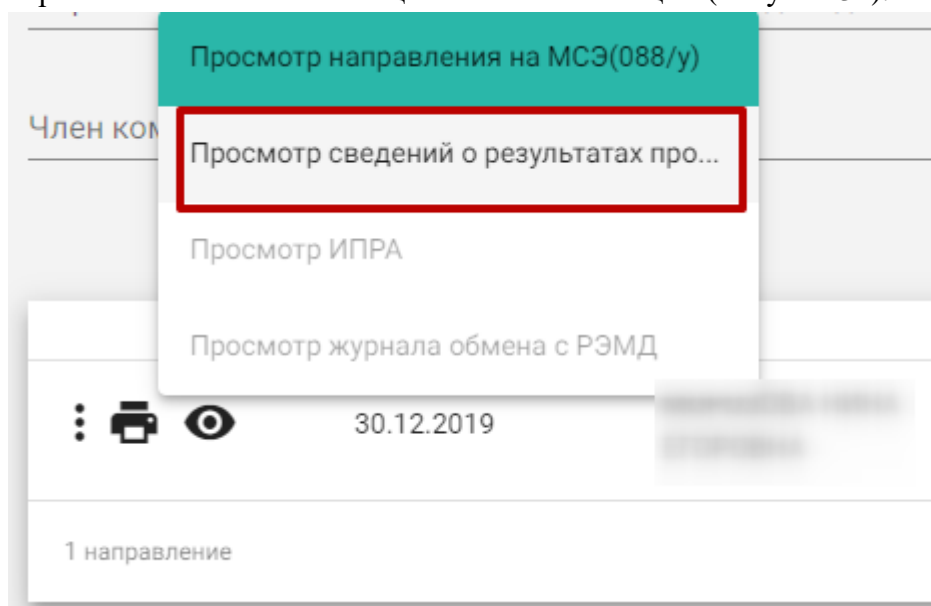 Просмотр направления на МСЭ(088/у)
Член ком
Просмотр сведений о результатах про...
Просмотр ИПРА
Просмотр журнала обмена с РЭМД
30.12.2019
1 направление